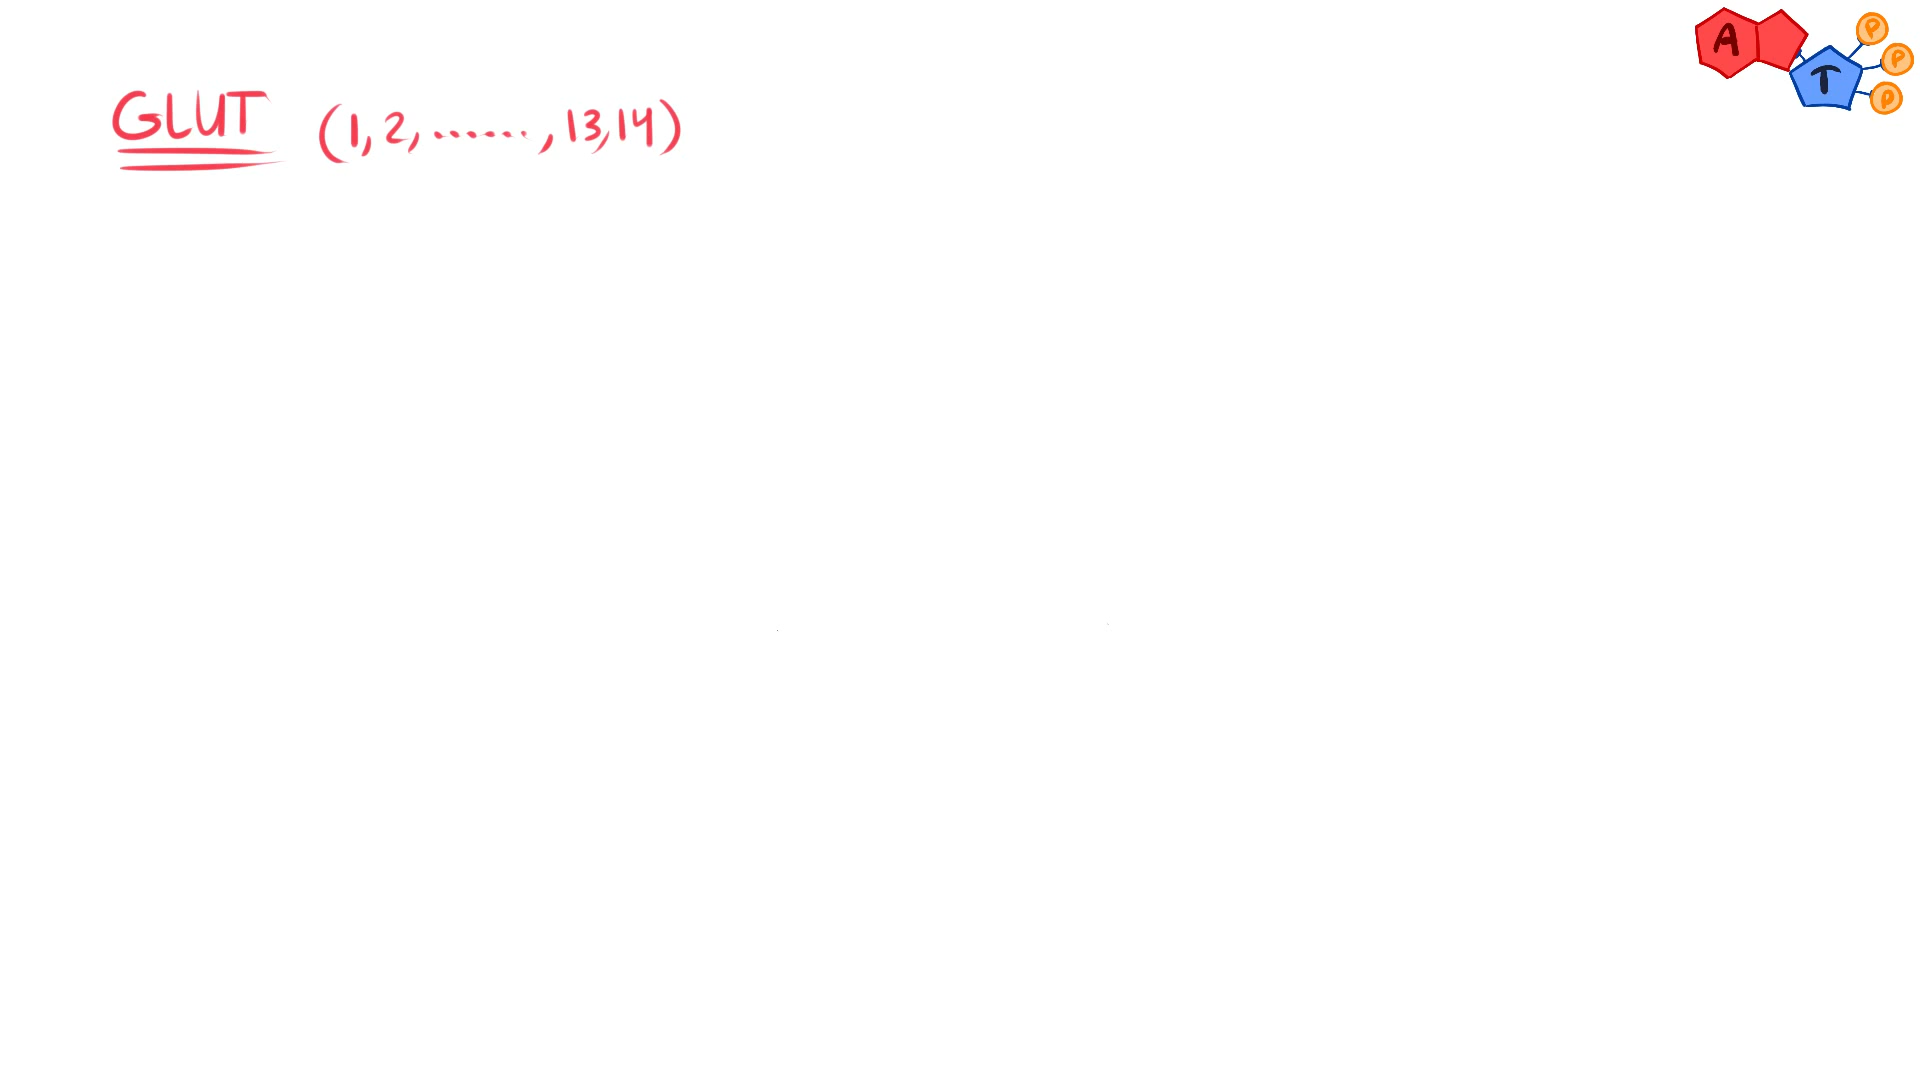 GLUT (1,2,......,13,14)
A T P P P